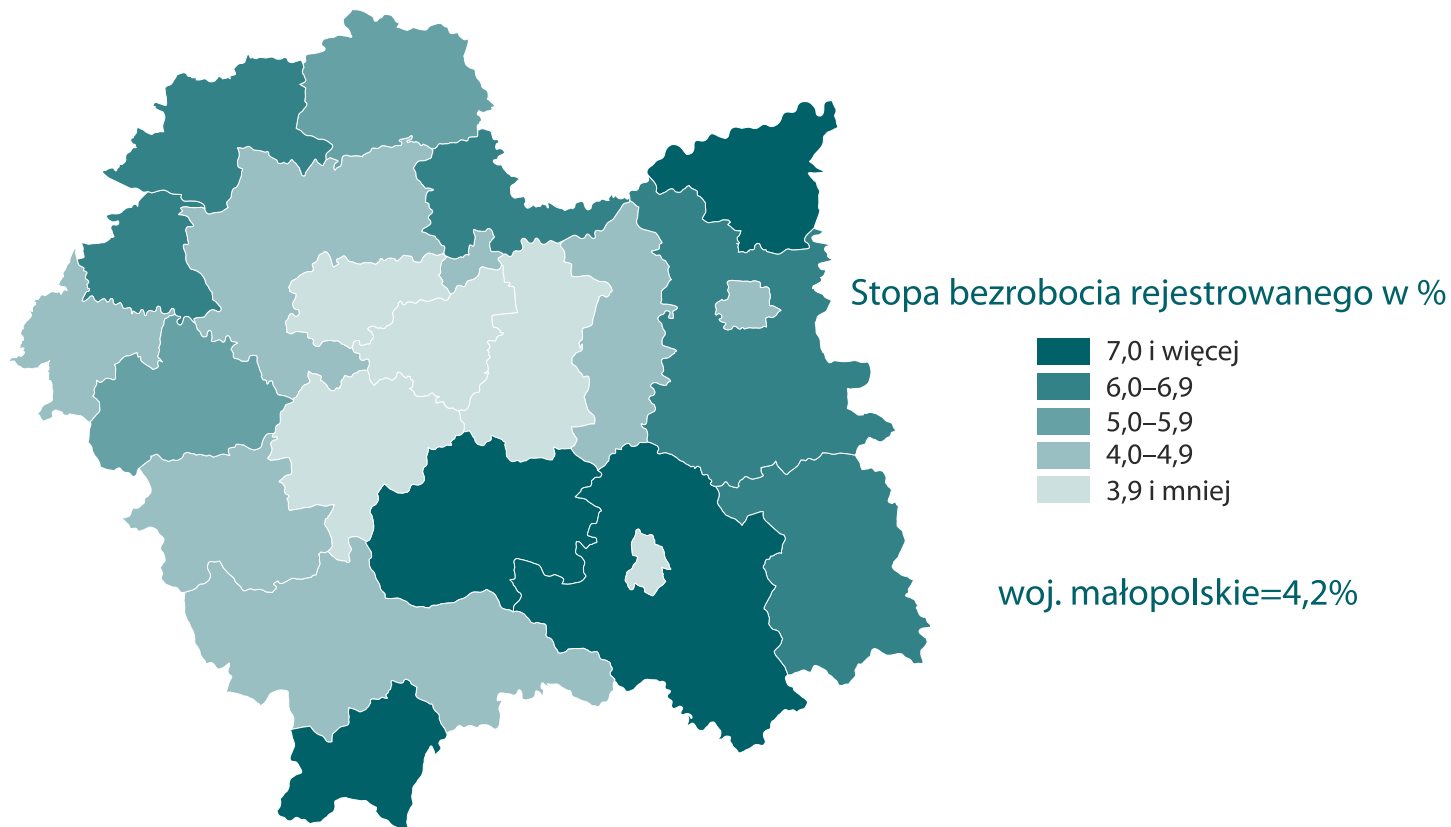 Stopa bezrobocia rejestrowanego w %
7,0 i więcej
6,0–6,9
5,0–5,9
4,0–4,9
3,9 i mniej
woj. małopolskie=4,2%